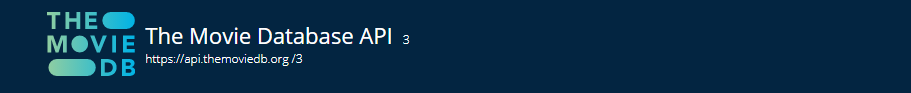 THE
MOVIE
DB
The Movie Database API 3
https://api.themoviedb.org /3